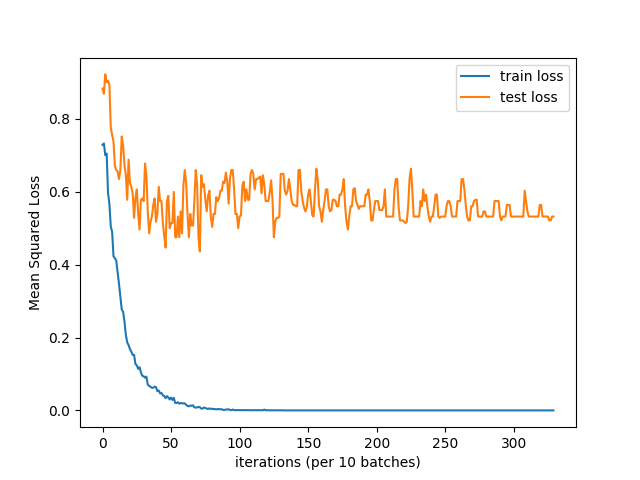 train loss
test loss
Mean Squared Loss
0.8
0.6
0.4
0.2
0.0
0 50 100 150 200 250 300
iterations (per 10 batches)